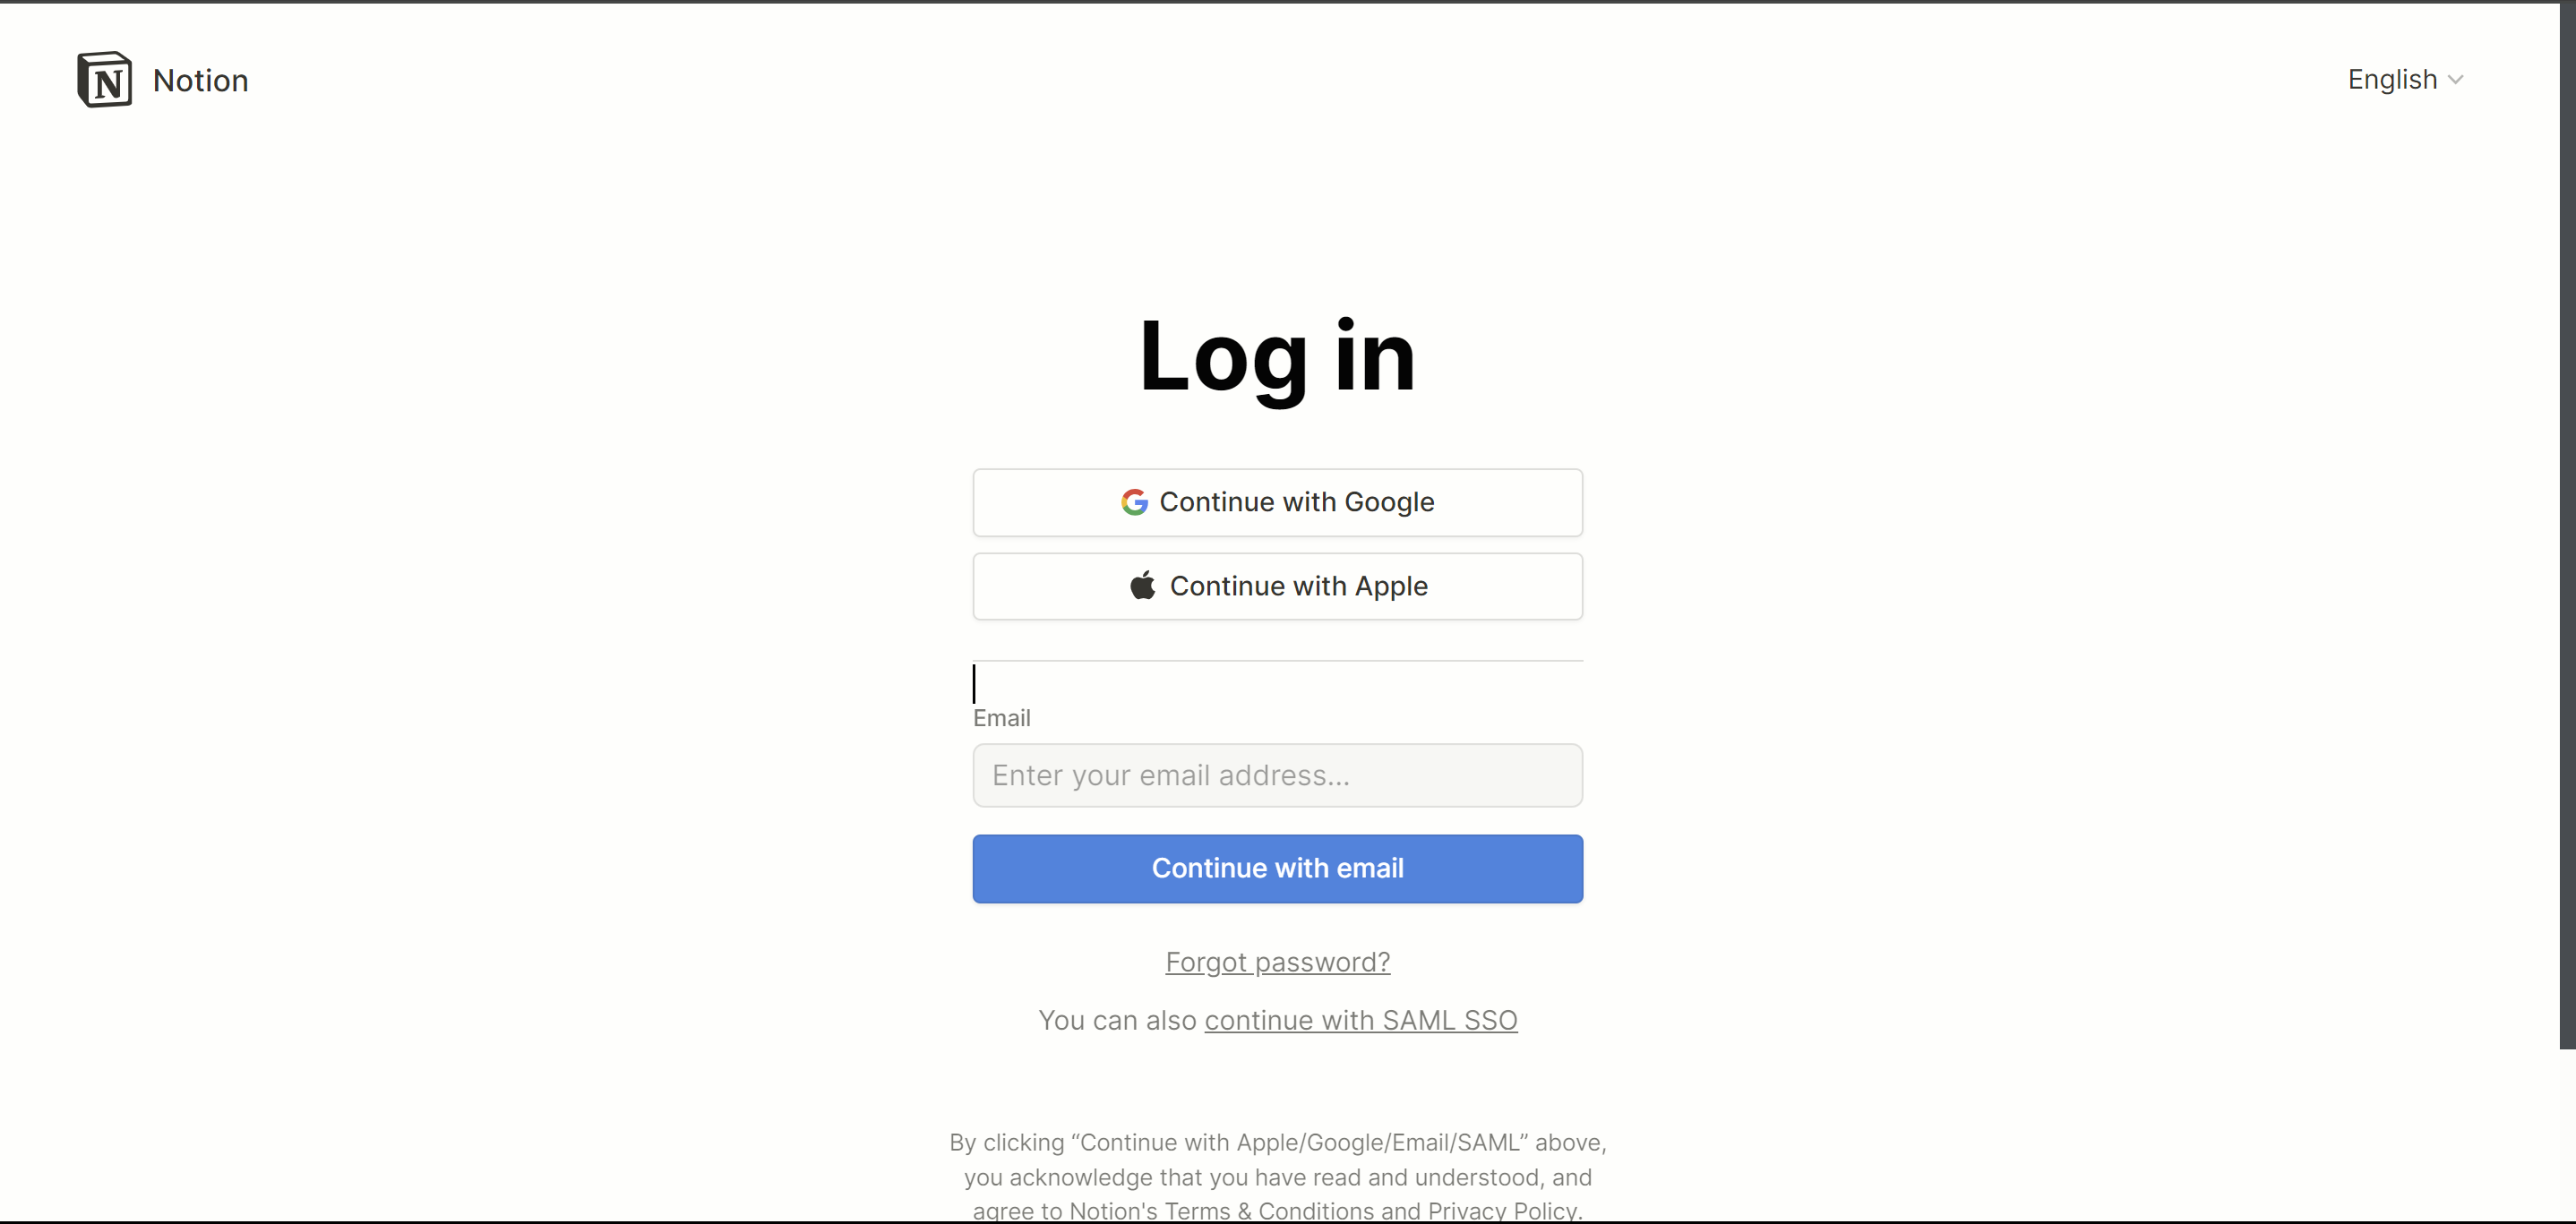 Notion
English
Log in
Continue with Google
Continue with Apple
Email
Enter your email address...
Continue with email
Forgot password?
You can also continue with SAML SSO
By clicking “Continue with Apple/Google/Email/SAML” above,
you acknowledge that you have read and understood, and
agree to Notion's Terms & Conditions and Privacy Policy.